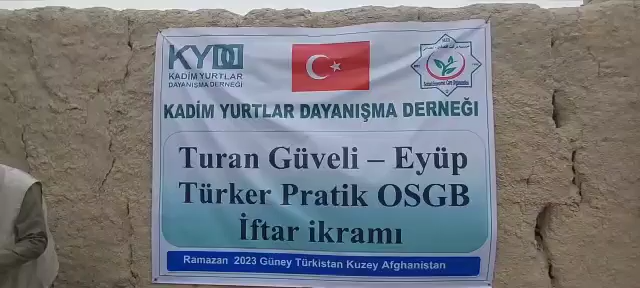 KYDD
KADİM YURTLAR
DAYANIŞMA DERNEĞİ
KADİM YURTLAR DAYANIŞMA DERNEĞİ
Turan Güveli – Eyüp
Türker Pratik OSGB
İftar ikramı
Ramazan 2023 Güney Türkistan Kuzey Afghanistan